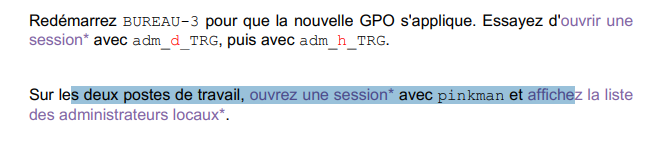 Redémarrez BUREAU-3 pour que la nouvelle GPO s'applique. Essayez d'ouvrir une
session* avec adm_d_TRG, puis avec adm_h_TRG.
Sur les deux postes de travail, ouvrez une session* avec pinkman et affichez la liste
des administrateurs locaux*.